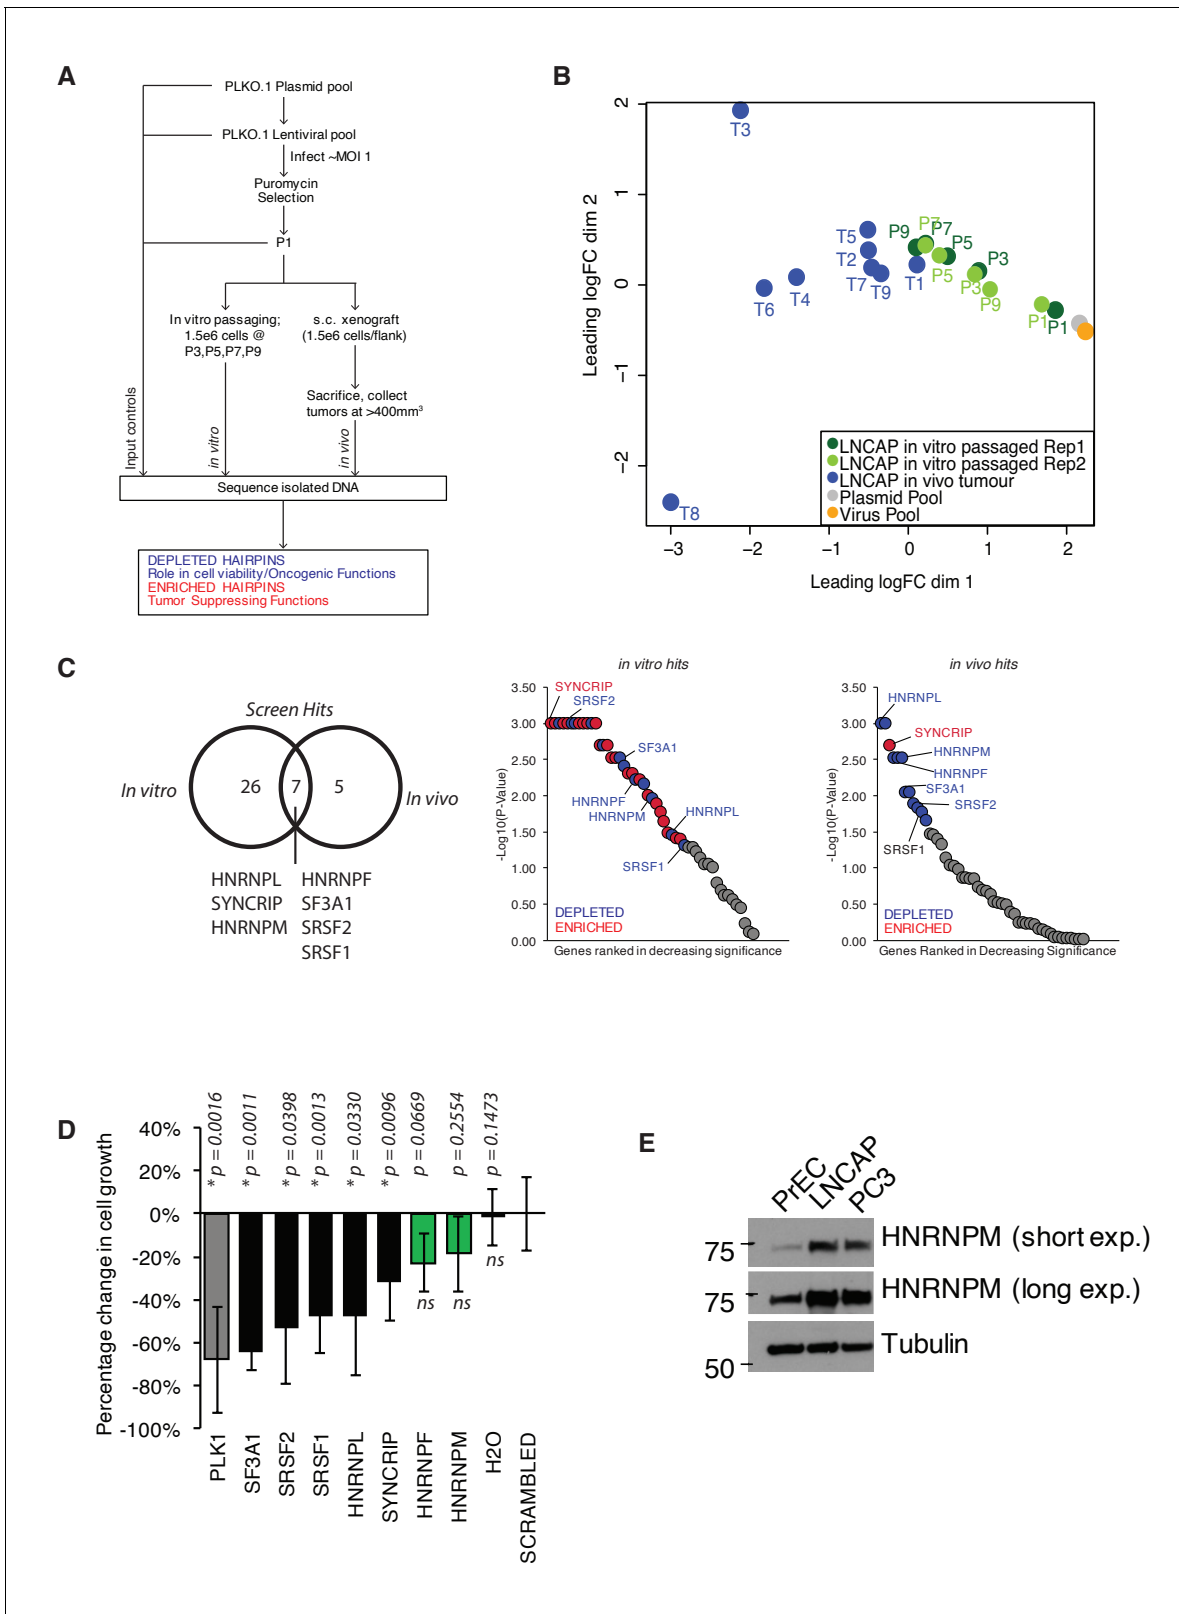 A
PLKO.1 Plasmid pool
PLKO.1 Lentiviral pool
Infect ~MOI 1
Puromycin
Selection
P1
In vitro passaging;
1.5e6 cells @
P3,P5,P7,P9
s.c. xenograft
(1.5e6 cells/flank)
Sacrifice, collect
tumors at >400mm³
Input controls
in vitro
in vivo
Sequence isolated DNA
DEPLETED HAIRPINS
Role in cell viability/Oncogenic Functions
ENRICHED HAIRPINS
Tumor Suppressing Functions
B
Leading logFC dim 2
2
1
0
−1
−2
T3
T5
T2
T7
T9
T1
T4
T6
T8
P9
P7
P7
P5
P5
P3
P3
P9
P1
P1
LNCAP in vitro passaged Rep1
LNCAP in vitro passaged Rep2
LNCAP in vivo tumour
Plasmid Pool
Virus Pool
−3
−2
−1
0
1
2
Leading logFC dim 1
C
Screen Hits
In vitro
26
7
5
In vivo
HNRNPL
SYNCRIP
HNRNPM
HNRNPF
SF3A1
SRSF2
SRSF1
in vitro hits
-Log10(P-Value)
3.50
3.00
2.50
2.00
1.50
1.00
0.50
0.00
SYNCRIP
SRSF2
SF3A1
HNRNPF
HNRNPM
HNRNPL
SRSF1
DEPLETED
ENRICHED
Genes ranked in decreasing significance
in vivo hits
-Log10(P-Value)
3.50
3.00
2.50
2.00
1.50
1.00
0.50
0.00
HNRNPL
SYNCRIP
HNRNPM
HNRNPF
SF3A1
SRSF2
SRSF1
DEPLETED
ENRICHED
Genes Ranked in Decreasing Significance
D
Percentage change in cell growth
40%
20%
0%
-20%
-40%
-60%
-80%
-100%
* p = 0.0016
* p = 0.0011
* p = 0.0398
* p = 0.0013
* p = 0.0330
* p = 0.0096
p = 0.0669
p = 0.2554
p = 0.1473
ns
ns
ns
PLK1
SF3A1
SRSF2
SRSF1
HNRNPL
SYNCRIP
HNRNPF
HNRNPM
H2O
SCRAMBLED
E
PrEC
LNCAP
PC3
75
HNRNPM (short exp.)
75
HNRNPM (long exp.)
50
Tubulin